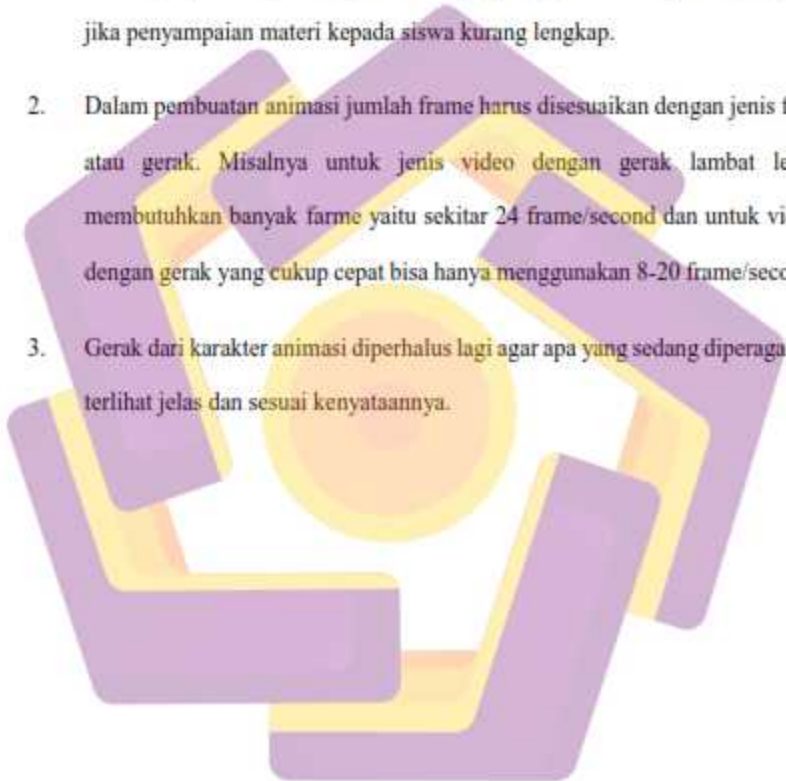 jika penyampaian materi kepada siswa kurang lengkap.
2. Dalam pembuatan animasi jumlah frame harus disesuaikan dengan jenis
atau gerak. Misalnya untuk jenis video dengan gerak lambat
membutuhkan banyak farme yaitu sekitar 24 frame/second dan untuk
dengan gerak yang cukup cepat bisa hanya menggunakan 8-20
3. Gerak dari karakter animasi diperhalus lagi agar apa yang sedang
terlihat jelas dan sesuai kenyataannya.